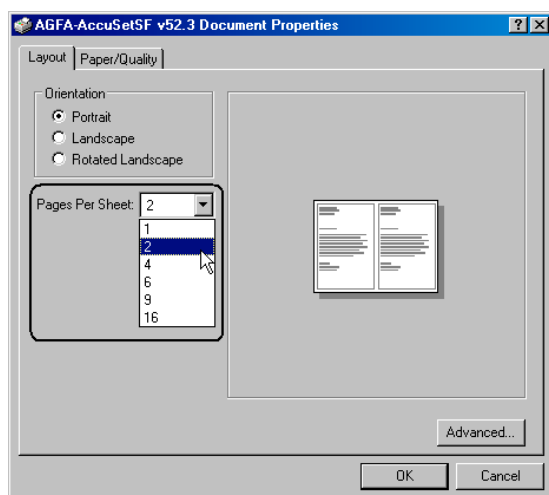 AGFA-AccuSetSF v52.3 Document Properties
Layout
Paper/Quality
Orientation
Portrait
Landscape
Rotated Landscape
Pages Per Sheet: 2
1
2
4
6
9
16
Advanced...
OK
Cancel